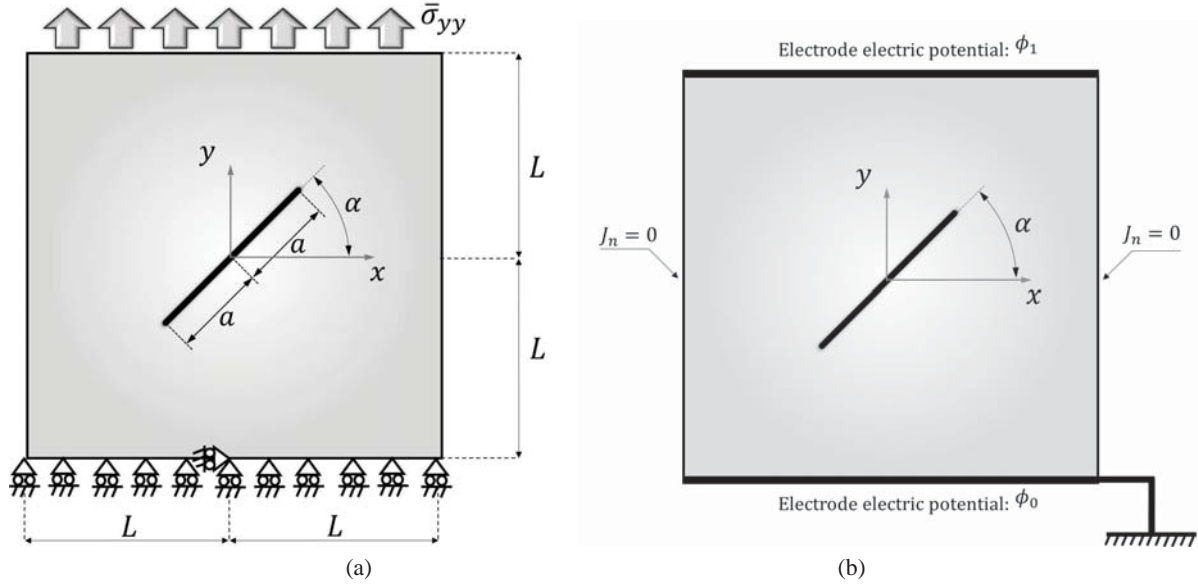 σ̄yy
y
L
α
a
x
a
L
L
L
(a)
Electrode electric potential: ϕ1
y
α
Jn = 0
Jn = 0
x
Electrode electric potential: ϕ0
(b)